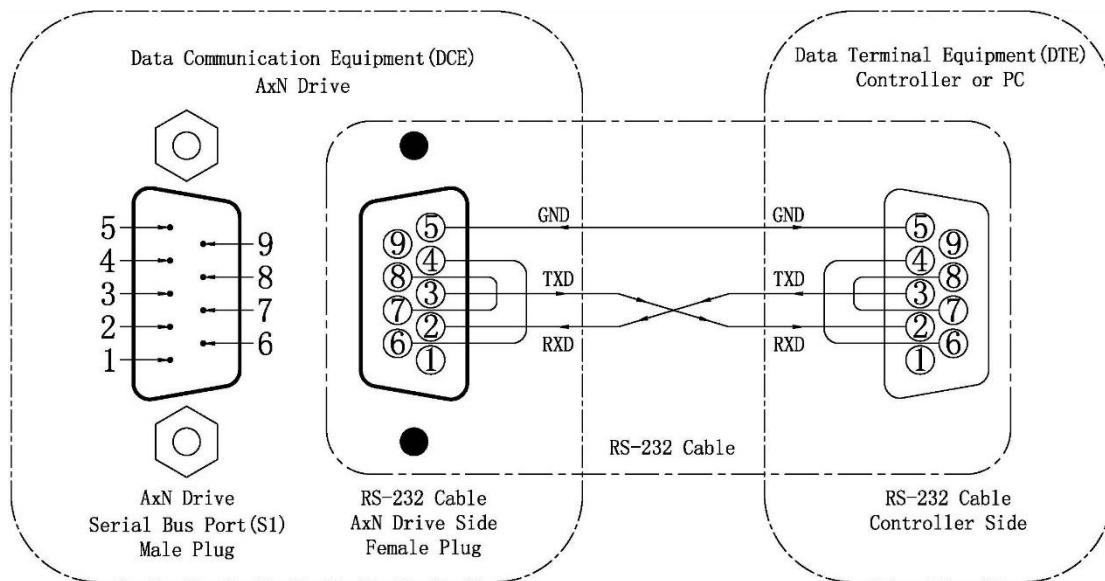 Data Communication Equipment(DCE)
AxN Drive
Data Terminal Equipment(DTE)
Controller or PC
5
4
3
2
1
9
8
7
6
5
9
4
8
3
7
2
6
1
GND
GND
TXD
TXD
RXD
RXD
5
9
4
8
3
7
2
6
1
RS-232 Cable
AxN Drive
Serial Bus Port(S1)
Male Plug
RS-232 Cable
AxN Drive Side
Female Plug
RS-232 Cable
Controller Side